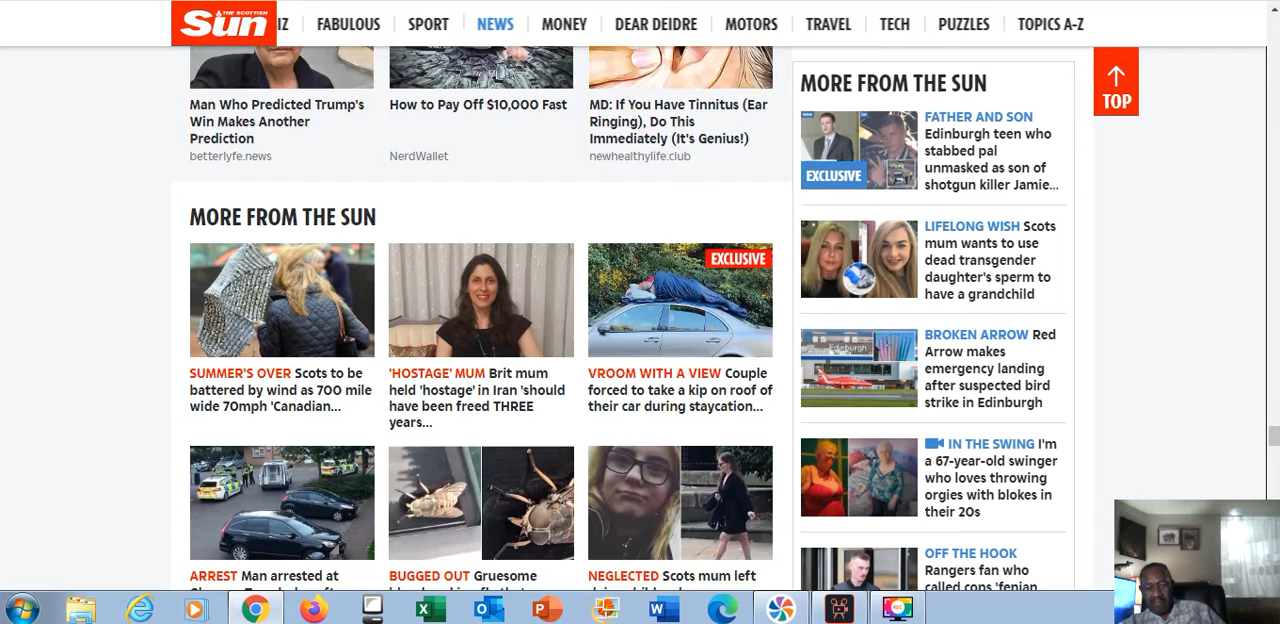 THE SCOTTISH
Sun
IZ
FABULOUS
SPORT
NEWS
MONEY
DEAR DEIDRE
MOTORS
TRAVEL
TECH
PUZZLES
TOPICS A-Z
TOP
Man Who Predicted Trump's
Win Makes Another
Prediction
betterlyfe.news
How to Pay Off $10,000 Fast
NerdWallet
MD: If You Have Tinnitus (Ear
Ringing), Do This
Immediately (It's Genius!)
newhealthylife.club
MORE FROM THE SUN
SUMMER'S OVER Scots to be
battered by wind as 700 mile
wide 70mph 'Canadian...
'HOSTAGE' MUM Brit mum
held 'hostage' in Iran 'should
have been freed THREE
years...
EXCLUSIVE
VROOM WITH A VIEW Couple
forced to take a kip on roof of
their car during staycation...
ARREST Man arrested at
BUGGED OUT Gruesome
NEGLECTED Scots mum left
MORE FROM THE SUN
EXCLUSIVE
FATHER AND SON
Edinburgh teen who
stabbed pal
unmasked as son of
shotgun killer Jamie...
LIFELONG WISH Scots
mum wants to use
dead transgender
daughter's sperm to
have a grandchild
Edinburgh
BROKEN ARROW Red
Arrow makes
emergency landing
after suspected bird
strike in Edinburgh
IN THE SWING I'm
a 67-year-old swinger
who loves throwing
orgies with blokes in
their 20s
OFF THE HOOK
Rangers fan who
called cops 'fenian
REC